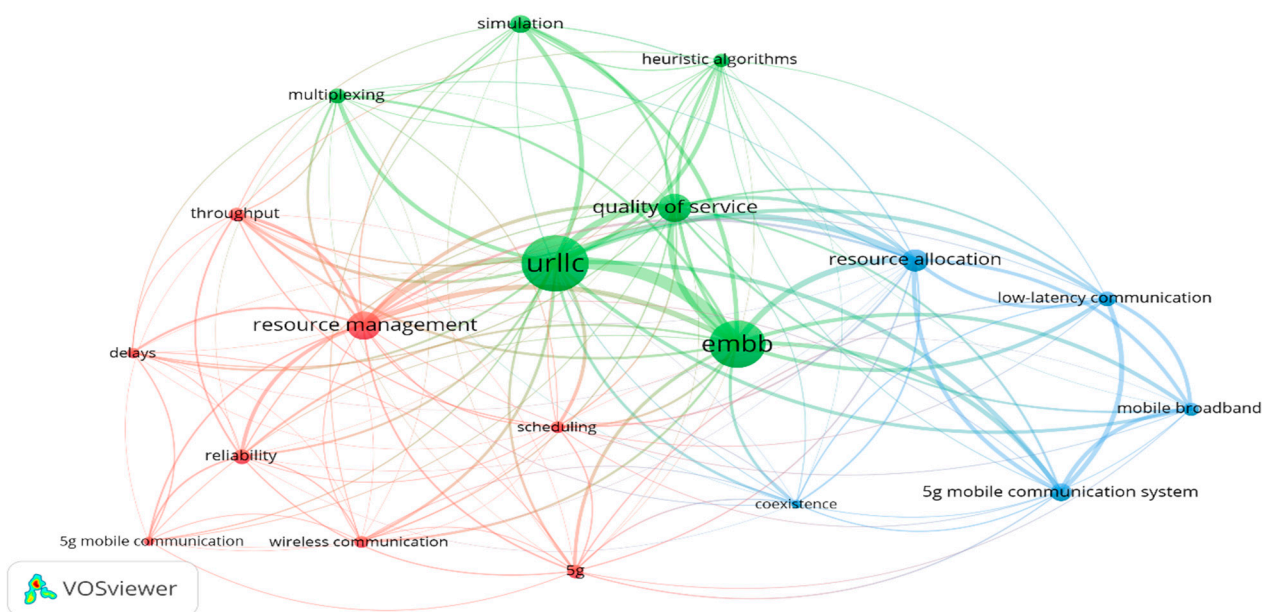 simulation
heuristic algorithms
multiplexing
quality of service
throughput
urllc
resource allocation
low-latency communication
resource management
embb
delays
mobile broadband
scheduling
reliability
5g mobile communication system
coexistence
5g mobile communication
wireless communication
5g
VOSviewer